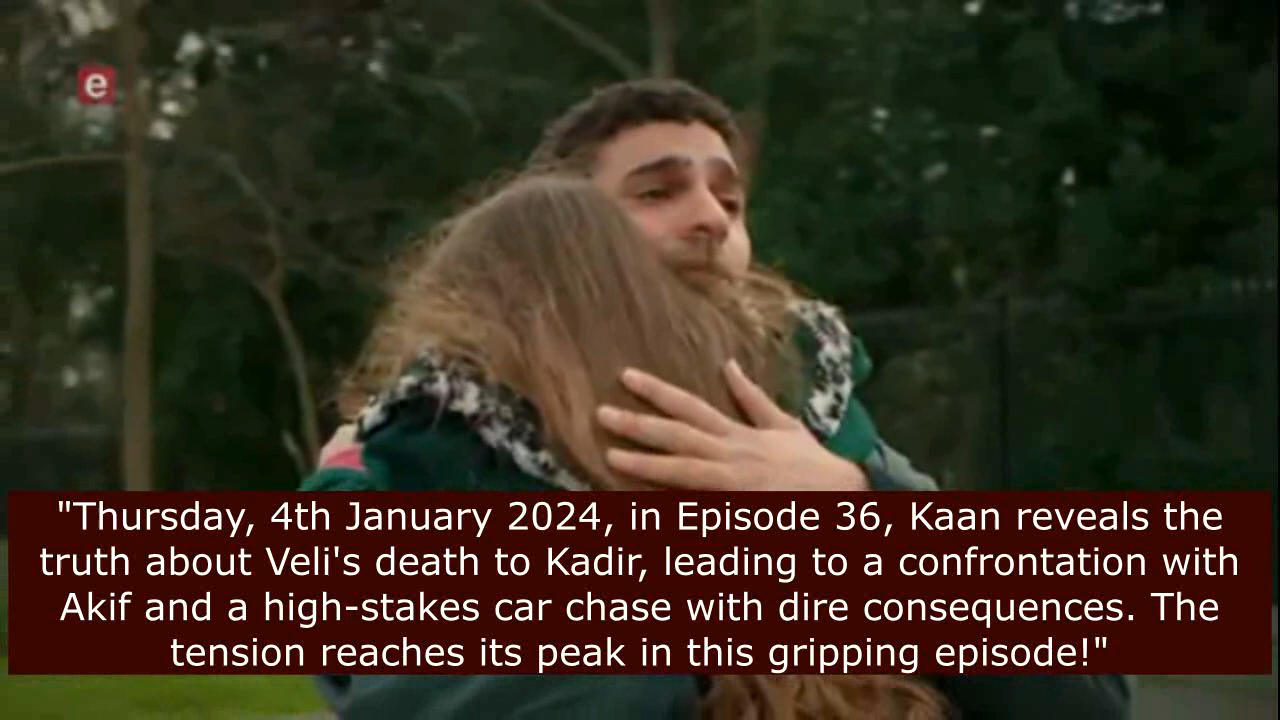 e
"Thursday, 4th January 2024, in Episode 36, Kaan reveals the
truth about Veli's death to Kadir, leading to a confrontation with
Akif and a high-stakes car chase with dire consequences. The
tension reaches its peak in this gripping episode!"